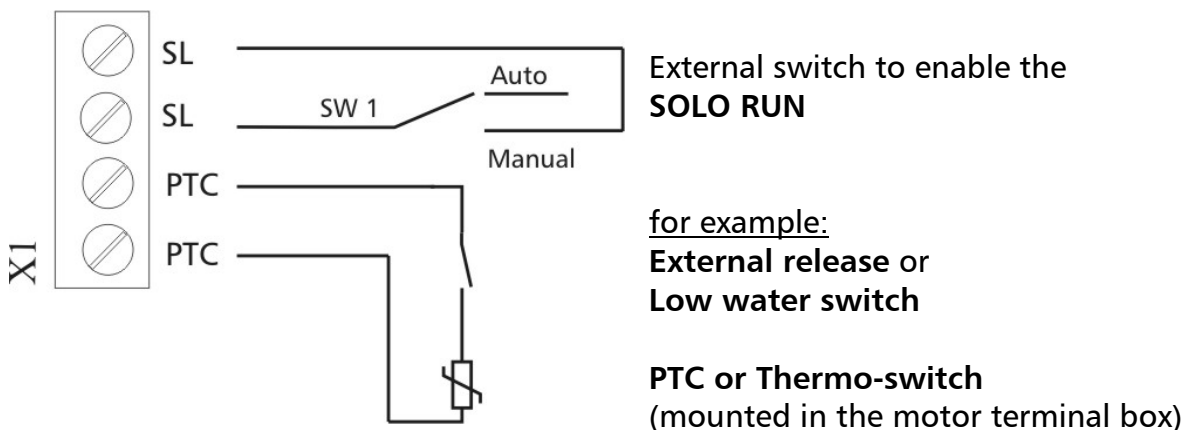 SL
External switch to enable the
Auto
SOLO RUN
SL
SW 1
Manual
PTC
for example:
External release or
PTC
X1
Low water switch
PTC or Thermo-switch
(mounted in the motor terminal box)